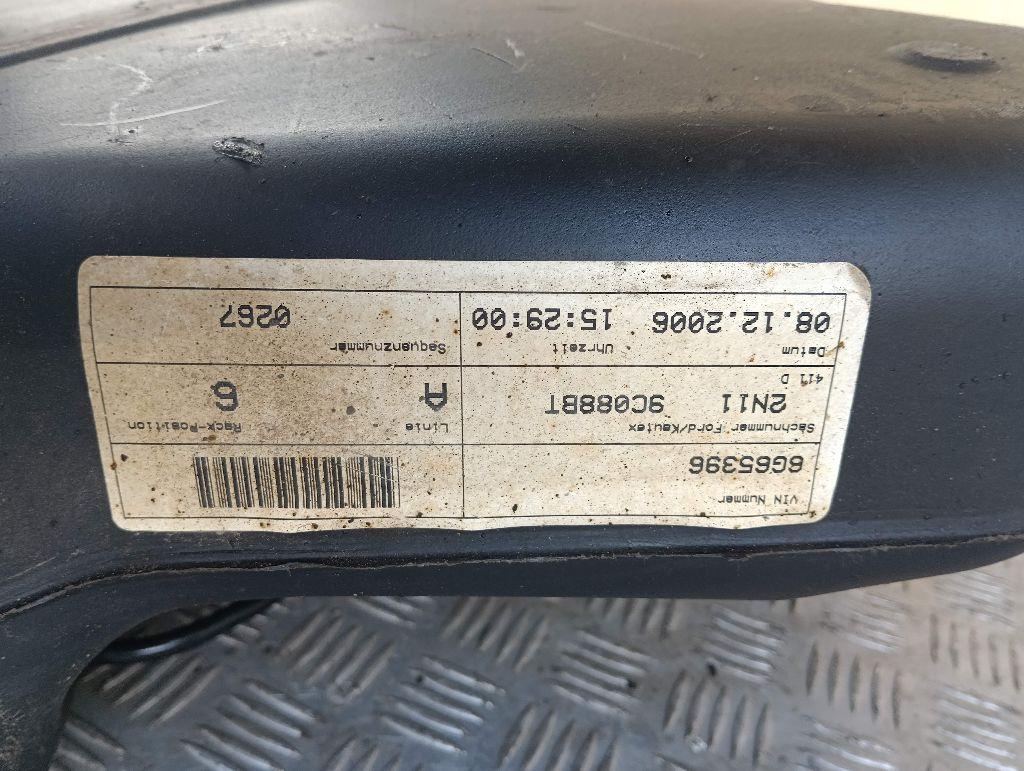 VIN Nummer
6G65396
Sachnummer Ford/Kautex
2N11 9C088BT
411 D
Linie
A
Rack-Position
6
Datum
08.12.2006
Uhrzeit
15:29:00
Sequenznummer
0267